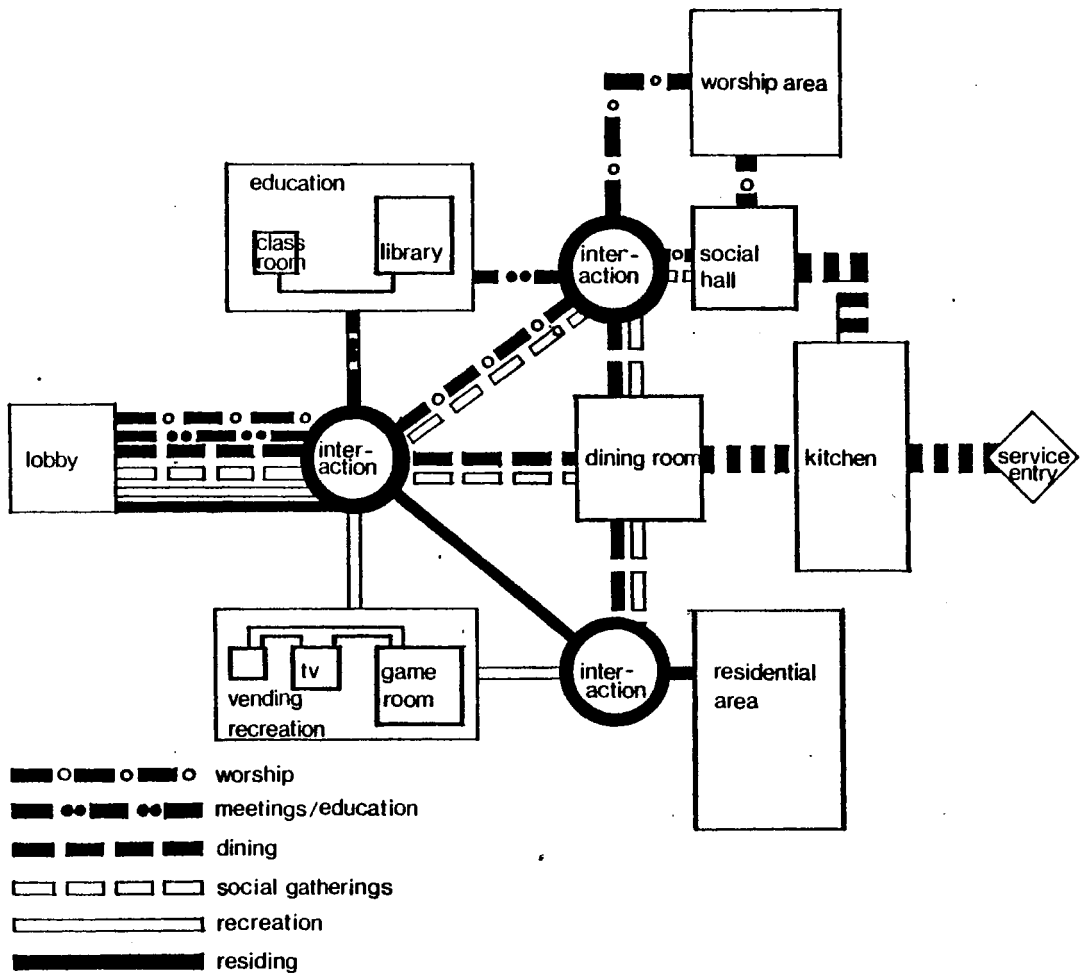 worship area
education
class
room
library
inter-
action
social
hall
lobby
inter-
action
dining room
kitchen
service
entry
tv
game
room
vending
recreation
inter-
action
residential
area
worship
meetings/education
dining
social gatherings
recreation
residing